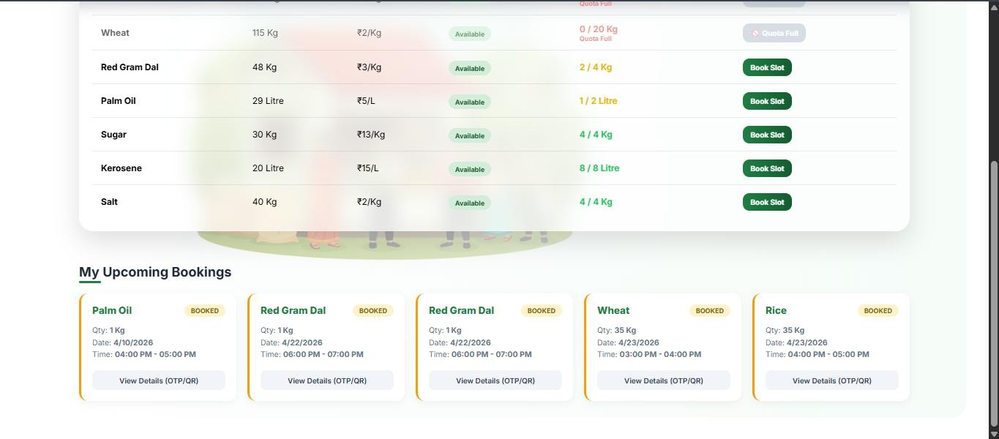 Quota Full
Wheat 115 Kg ₹2/Kg Available 0 / 20 Kg Quota Full Quota Full
Red Gram Dal 48 Kg ₹3/Kg Available 2 / 4 Kg Book Slot
Palm Oil 29 Litre ₹5/L Available 1 / 2 Litre Book Slot
Sugar 30 Kg ₹13/Kg Available 4 / 4 Kg Book Slot
Kerosene 20 Litre ₹15/L Available 8 / 8 Litre Book Slot
Salt 40 Kg ₹2/Kg Available 4 / 4 Kg Book Slot
My Upcoming Bookings
Palm Oil BOOKED
Qty: 1 Kg
Date: 4/10/2026
Time: 04:00 PM - 05:00 PM
View Details (OTP/QR)
Red Gram Dal BOOKED
Qty: 1 Kg
Date: 4/22/2026
Time: 06:00 PM - 07:00 PM
View Details (OTP/QR)
Red Gram Dal BOOKED
Qty: 1 Kg
Date: 4/22/2026
Time: 06:00 PM - 07:00 PM
View Details (OTP/QR)
Wheat BOOKED
Qty: 35 Kg
Date: 4/23/2026
Time: 03:00 PM - 04:00 PM
View Details (OTP/QR)
Rice BOOKED
Qty: 35 Kg
Date: 4/23/2026
Time: 04:00 PM - 05:00 PM
View Details (OTP/QR)